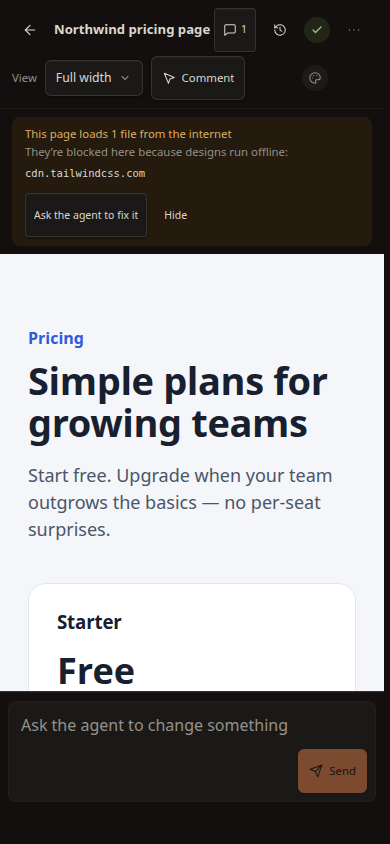 Northwind pricing page
1
View
Full width
Comment
This page loads 1 file from the internet
They're blocked here because designs run offline:
cdn.tailwindcss.com
Ask the agent to fix it
Hide
Pricing
Simple plans for
growing teams
Start free. Upgrade when your team
outgrows the basics — no per-seat
surprises.
Starter
Free
Ask the agent to change something
Send